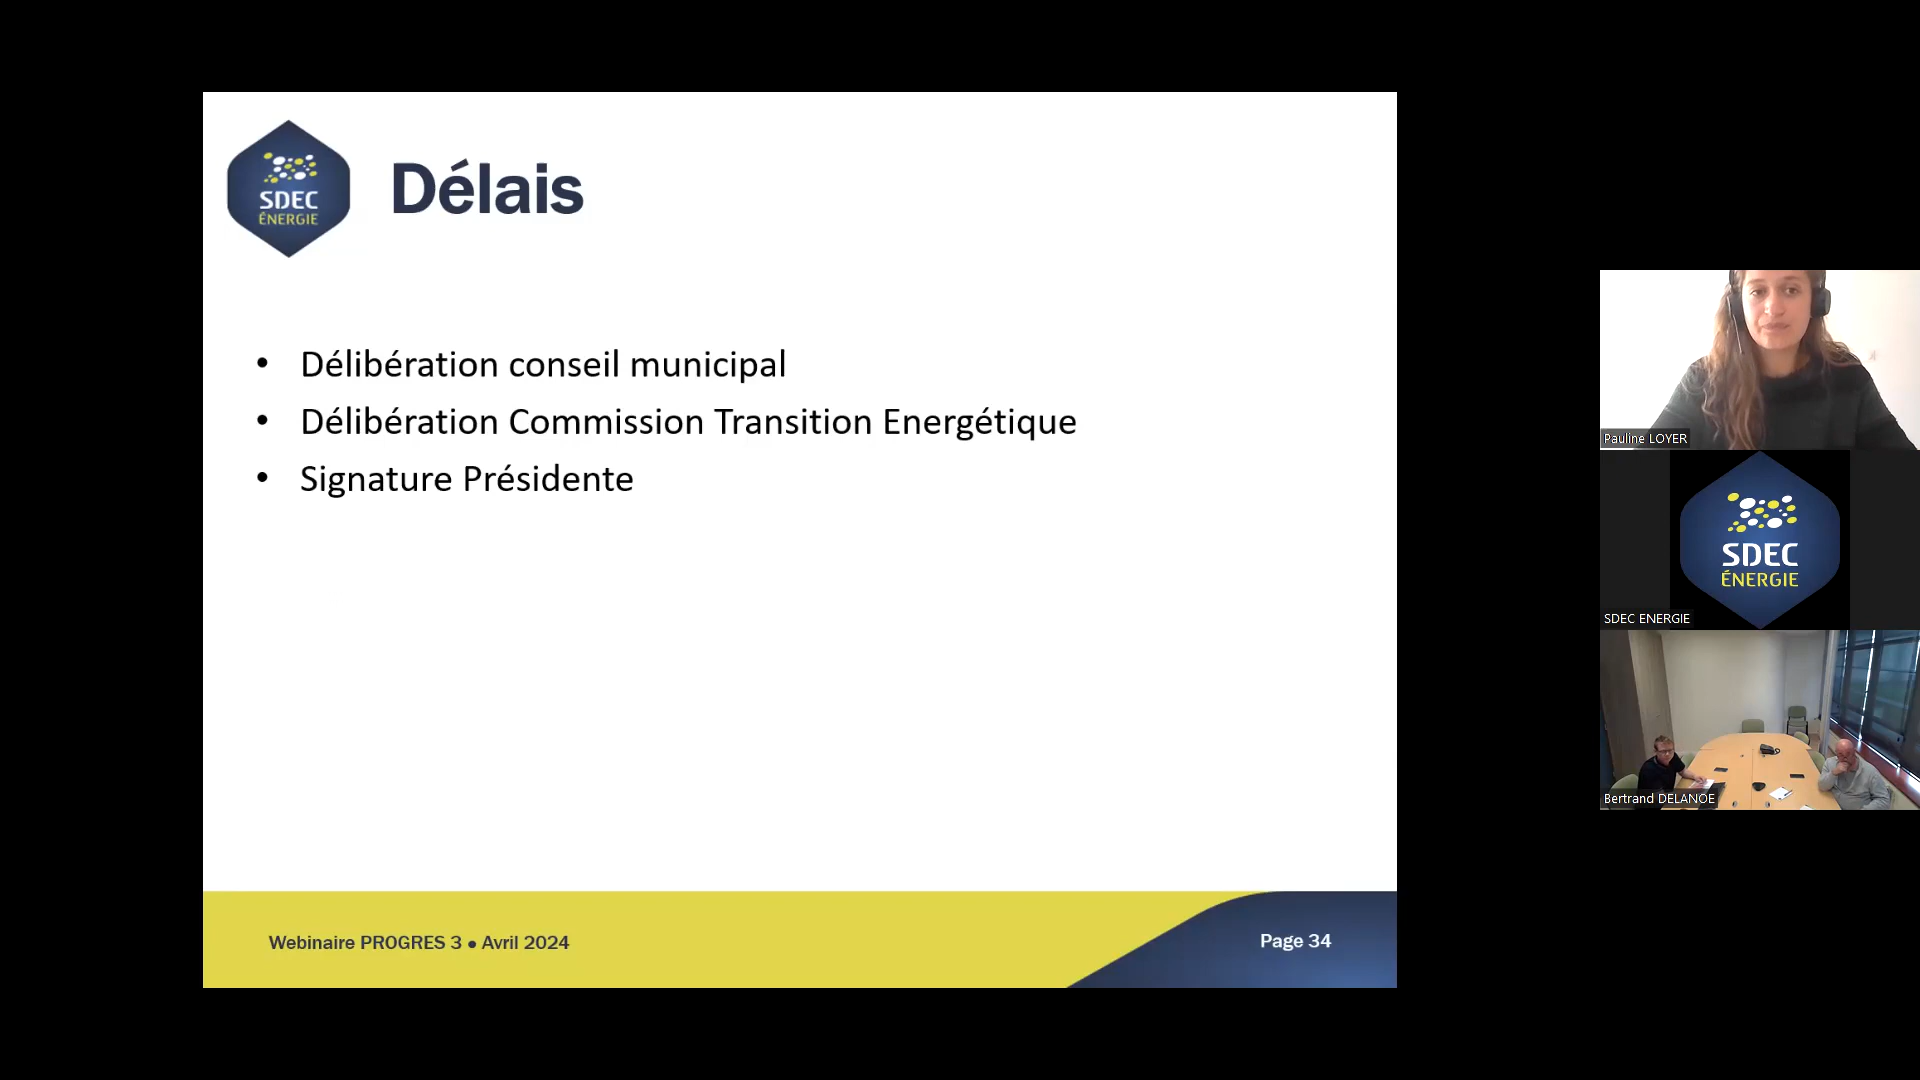 SDEC
ÉNERGIE
Délais
• Délibération conseil municipal
• Délibération Commission Transition Energétique
• Signature Présidente
Webinaire PROGRES 3 ● Avril 2024
Page 34
Pauline LOYER
SDEC
ÉNERGIE
SDEC ENERGIE
Bertrand DELANOE